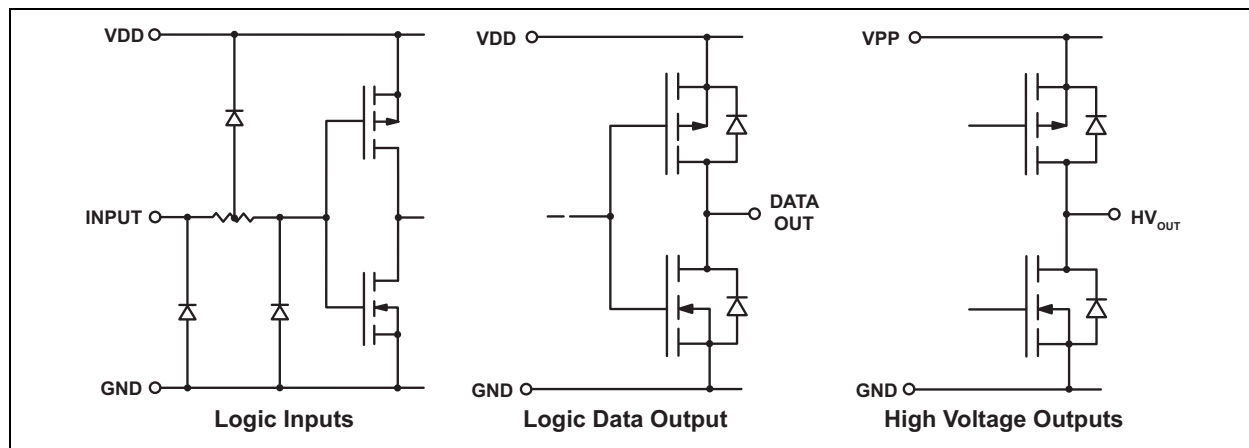 VDD
INPUT
GND
Logic Inputs
VDD
DATA
OUT
GND
Logic Data Output
VPP
HVOUT
GND
High Voltage Outputs